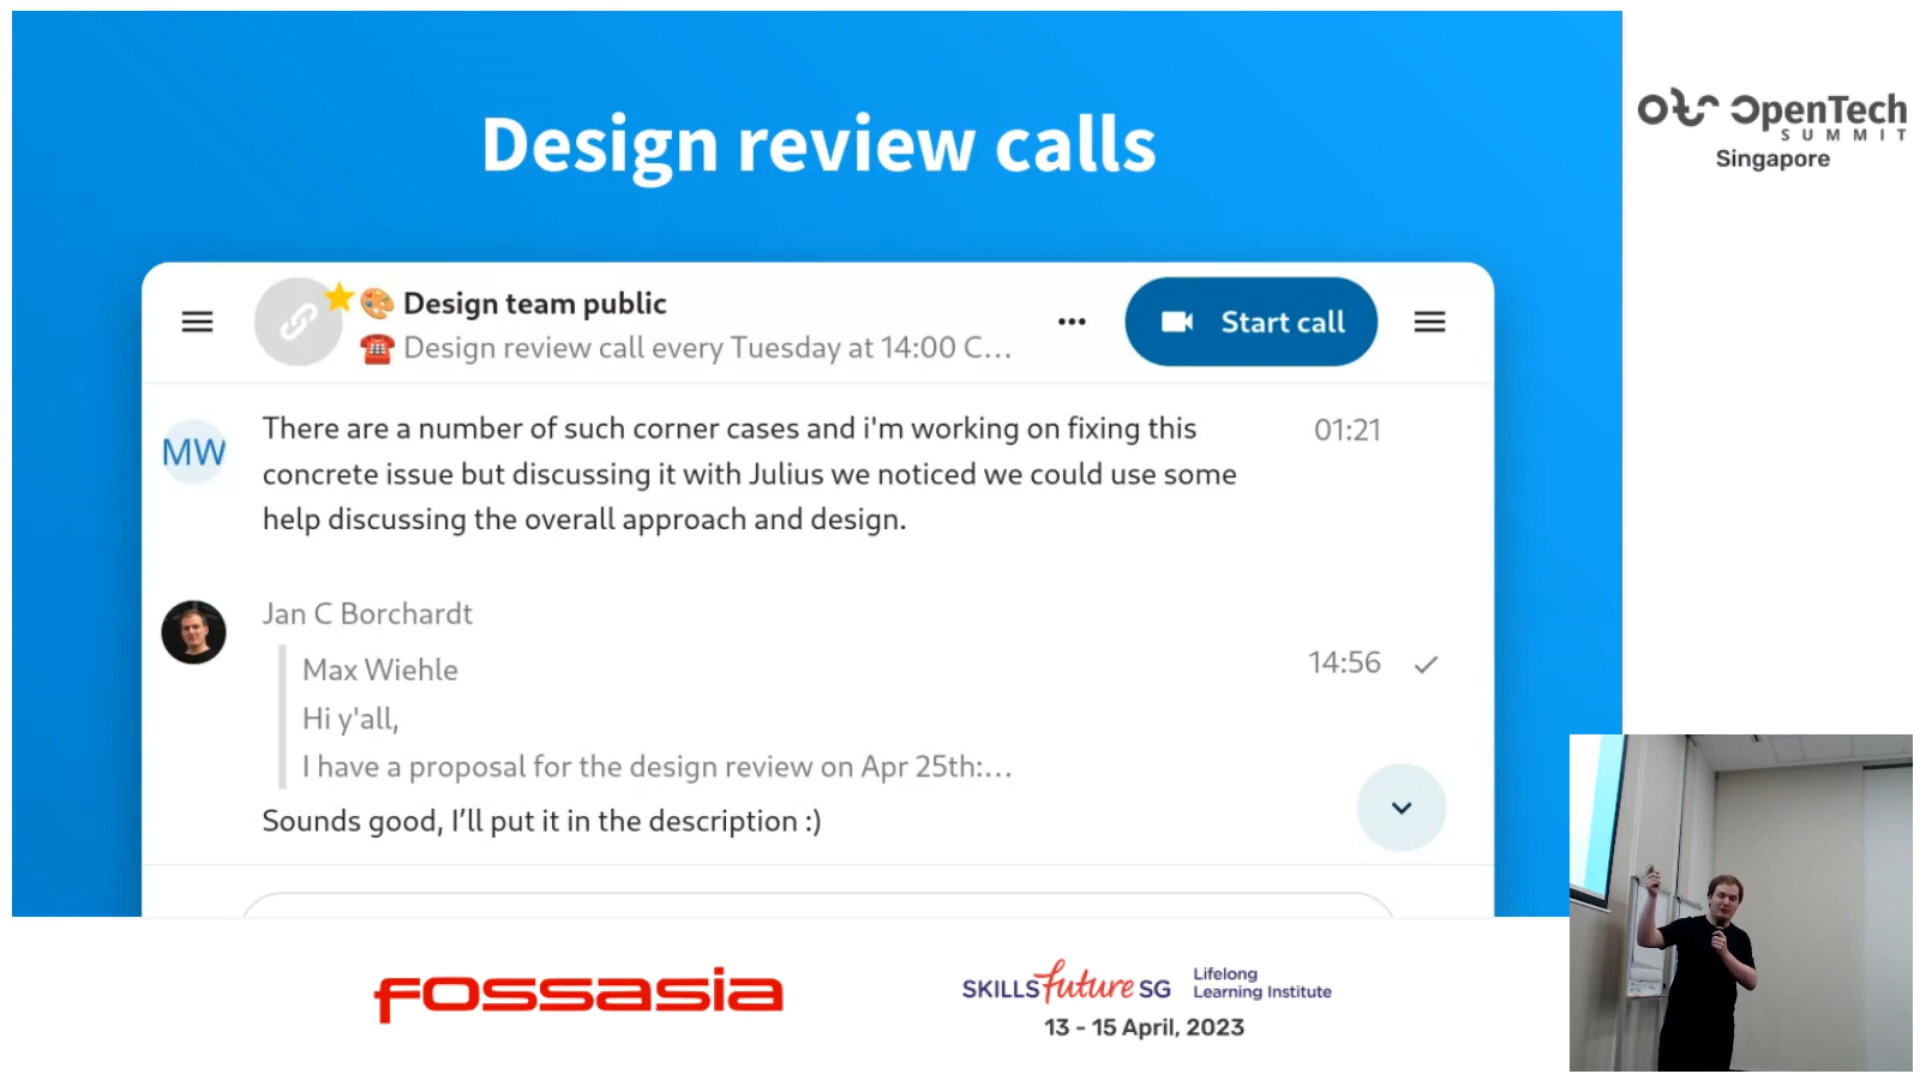 Design review calls
OpenTech
SUMMIT
Singapore
Design team public
Start call
Design review call every Tuesday at 14:00 C...
MW
There are a number of such corner cases and i'm working on fixing this
01:21
concrete issue but discussing it with Julius we noticed we could use some
help discussing the overall approach and design.
Jan C Borchardt
Max Wiehle
14:56
Hi y'all,
I have a proposal for the design review on Apr 25th:...
Sounds good, I’ll put it in the description :)
fossasia
SKILLSfuture SG
Lifelong
Learning Institute
13 - 15 April, 2023